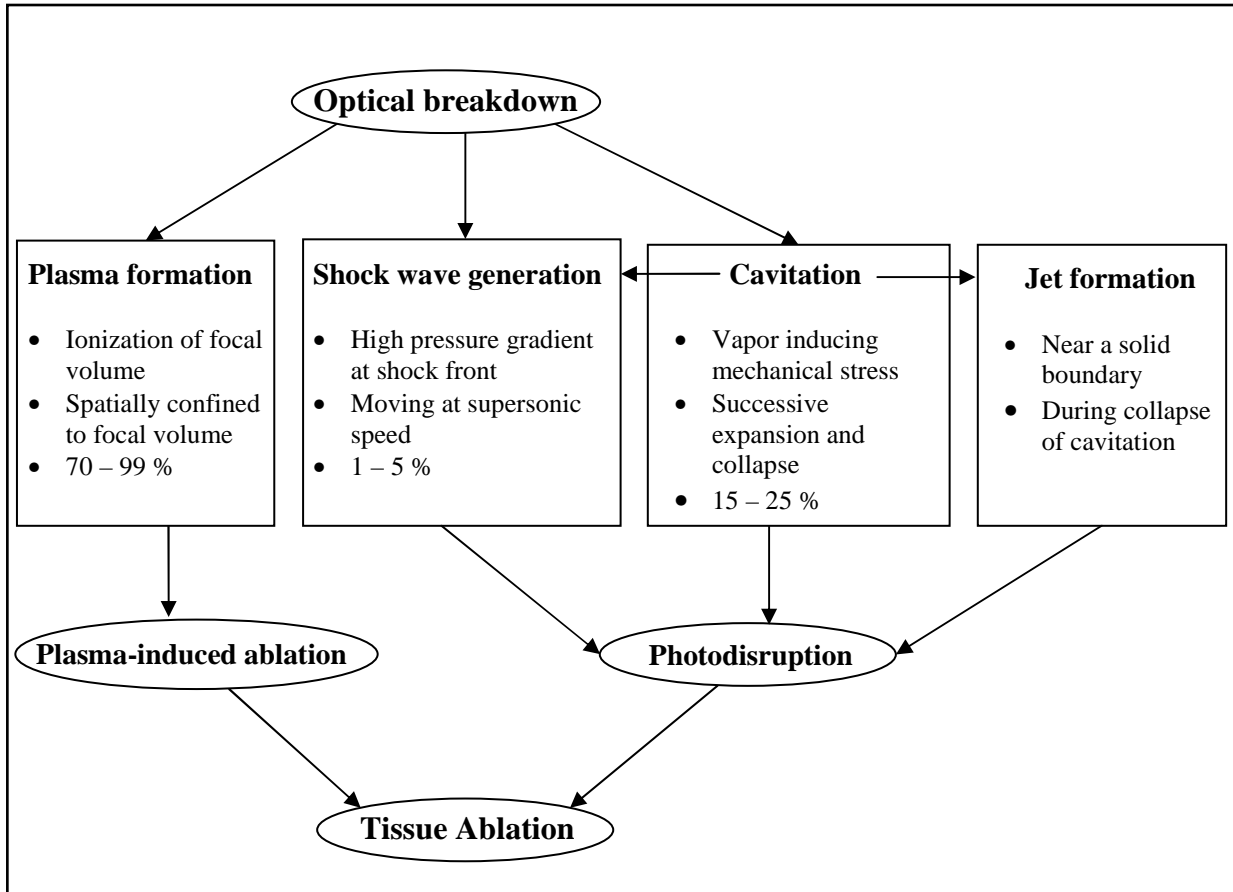 Optical breakdown
Plasma formation
• Ionization of focal
volume
• Spatially confined
to focal volume
• 70 – 99 %
Shock wave generation
• High pressure gradient
at shock front
• Moving at supersonic
speed
• 1 – 5 %
Cavitation
• Vapor inducing
mechanical stress
• Successive
expansion and
collapse
• 15 – 25 %
Jet formation
• Near a solid
boundary
• During collapse
of cavitation
Plasma-induced ablation
Photodisruption
Tissue Ablation